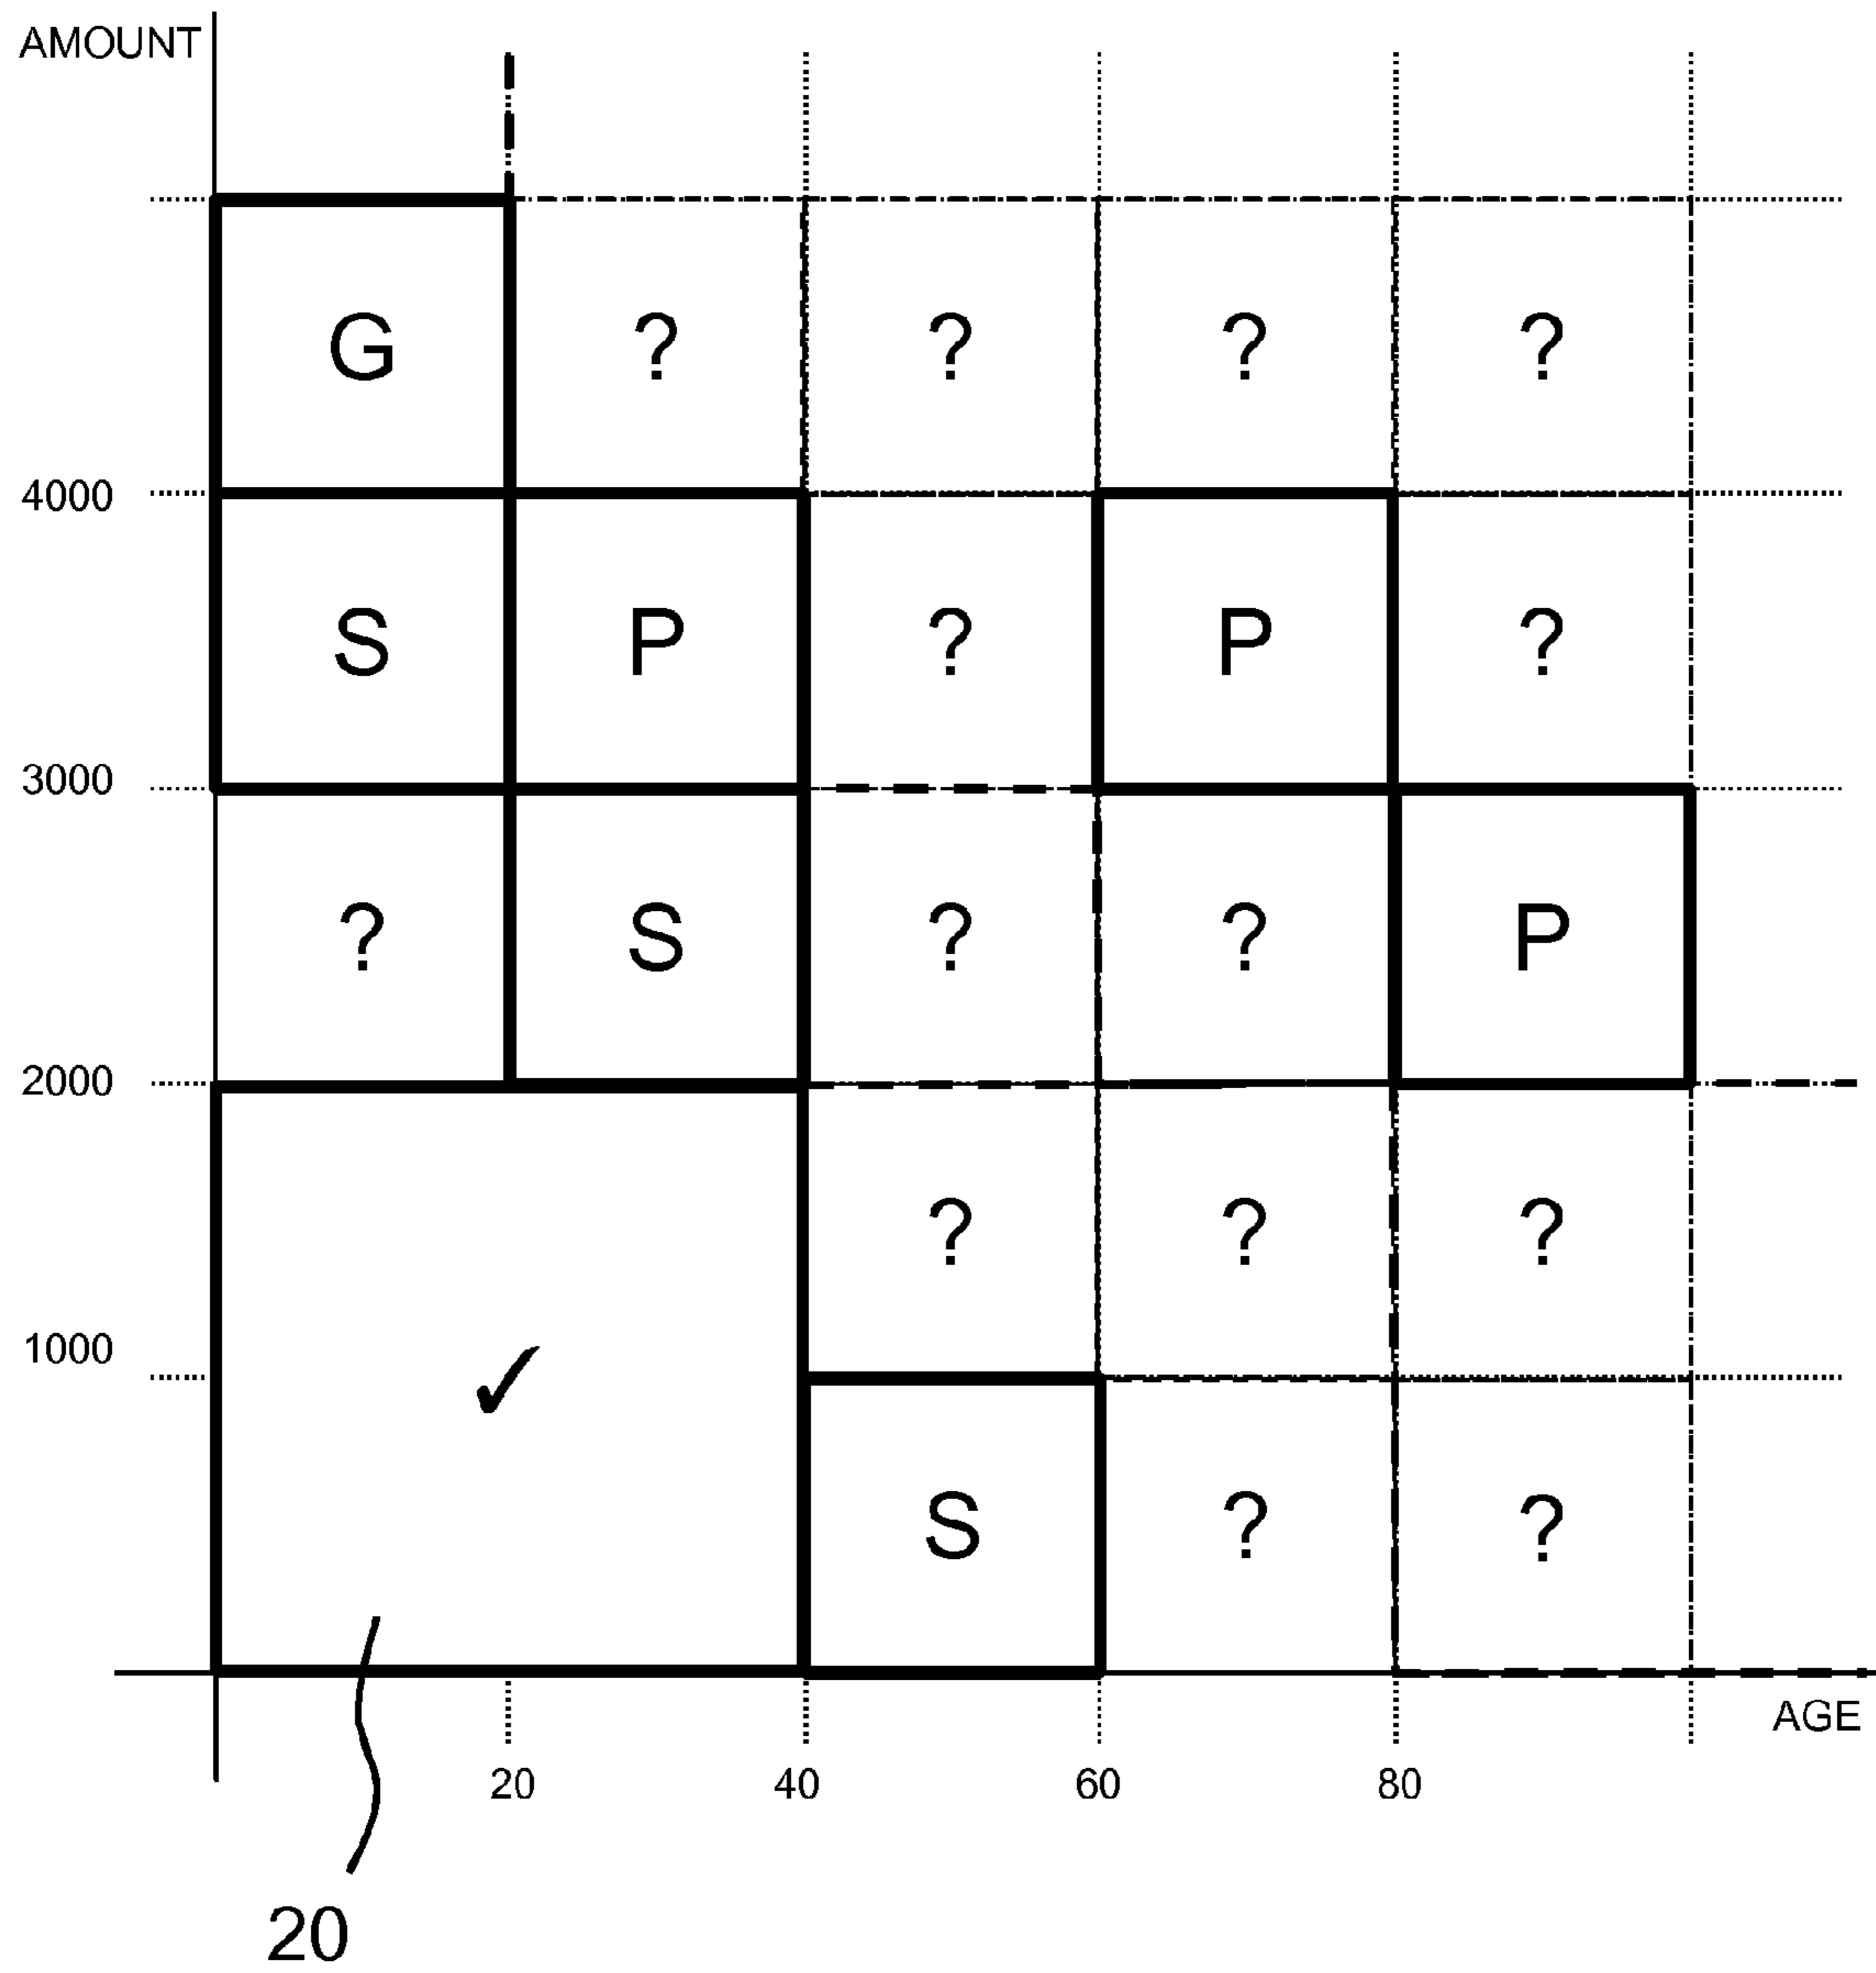 AMOUNT
G ? ? ? ?
4000
S P ? P ?
3000
? S ? ? P
2000
? ? ?
1000
✓
S ? ?
AGE
20 40 60 80
20